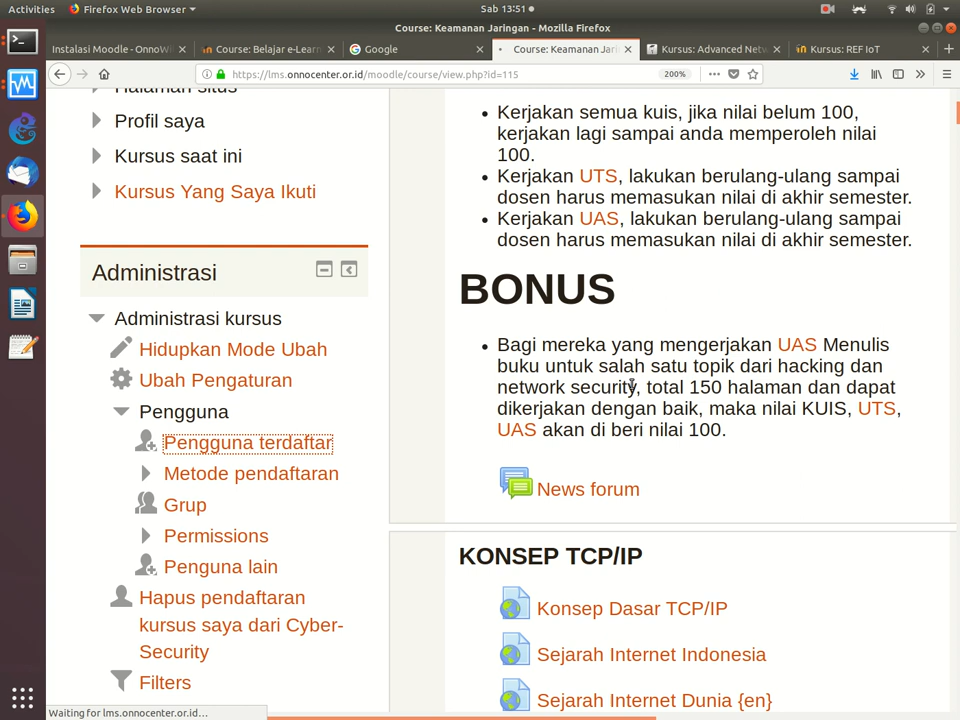 Activities
Firefox Web Browser
Sab 13:51
Course: Keamanan Jaringan - Mozilla Firefox
Instalasi Moodle - OnnoWi
Course: Belajar e-Learn
Google
Course: Keamanan Jari
Kursus: Advanced Net
Kursus: REF IoT
https://lms.onnocenter.or.id/moodle/course/view.php?id=115
200%
Halaman situs
Profil saya
Kursus saat ini
Kursus Yang Saya Ikuti
Administrasi
Administrasi kursus
Hidupkan Mode Ubah
Ubah Pengaturan
Pengguna
Pengguna terdaftar
Metode pendaftaran
Grup
Permissions
Penguna lain
Hapus pendaftaran
kursus saya dari Cyber-
Security
Filters
Kerjakan semua kuis, jika nilai belum 100,
kerjakan lagi sampai anda memperoleh nilai
100.
Kerjakan UTS, lakukan berulang-ulang sampai
dosen harus memasukan nilai di akhir semester.
Kerjakan UAS, lakukan berulang-ulang sampai
dosen harus memasukan nilai di akhir semester.
BONUS
Bagi mereka yang mengerjakan UAS Menulis
buku untuk salah satu topik dari hacking dan
network security, total 150 halaman dan dapat
dikerjakan dengan baik, maka nilai KUIS, UTS,
UAS akan di beri nilai 100.
News forum
KONSEP TCP/IP
Konsep Dasar TCP/IP
Sejarah Internet Indonesia
Sejarah Internet Dunia {en}
Waiting for lms.onnocenter.or.id…